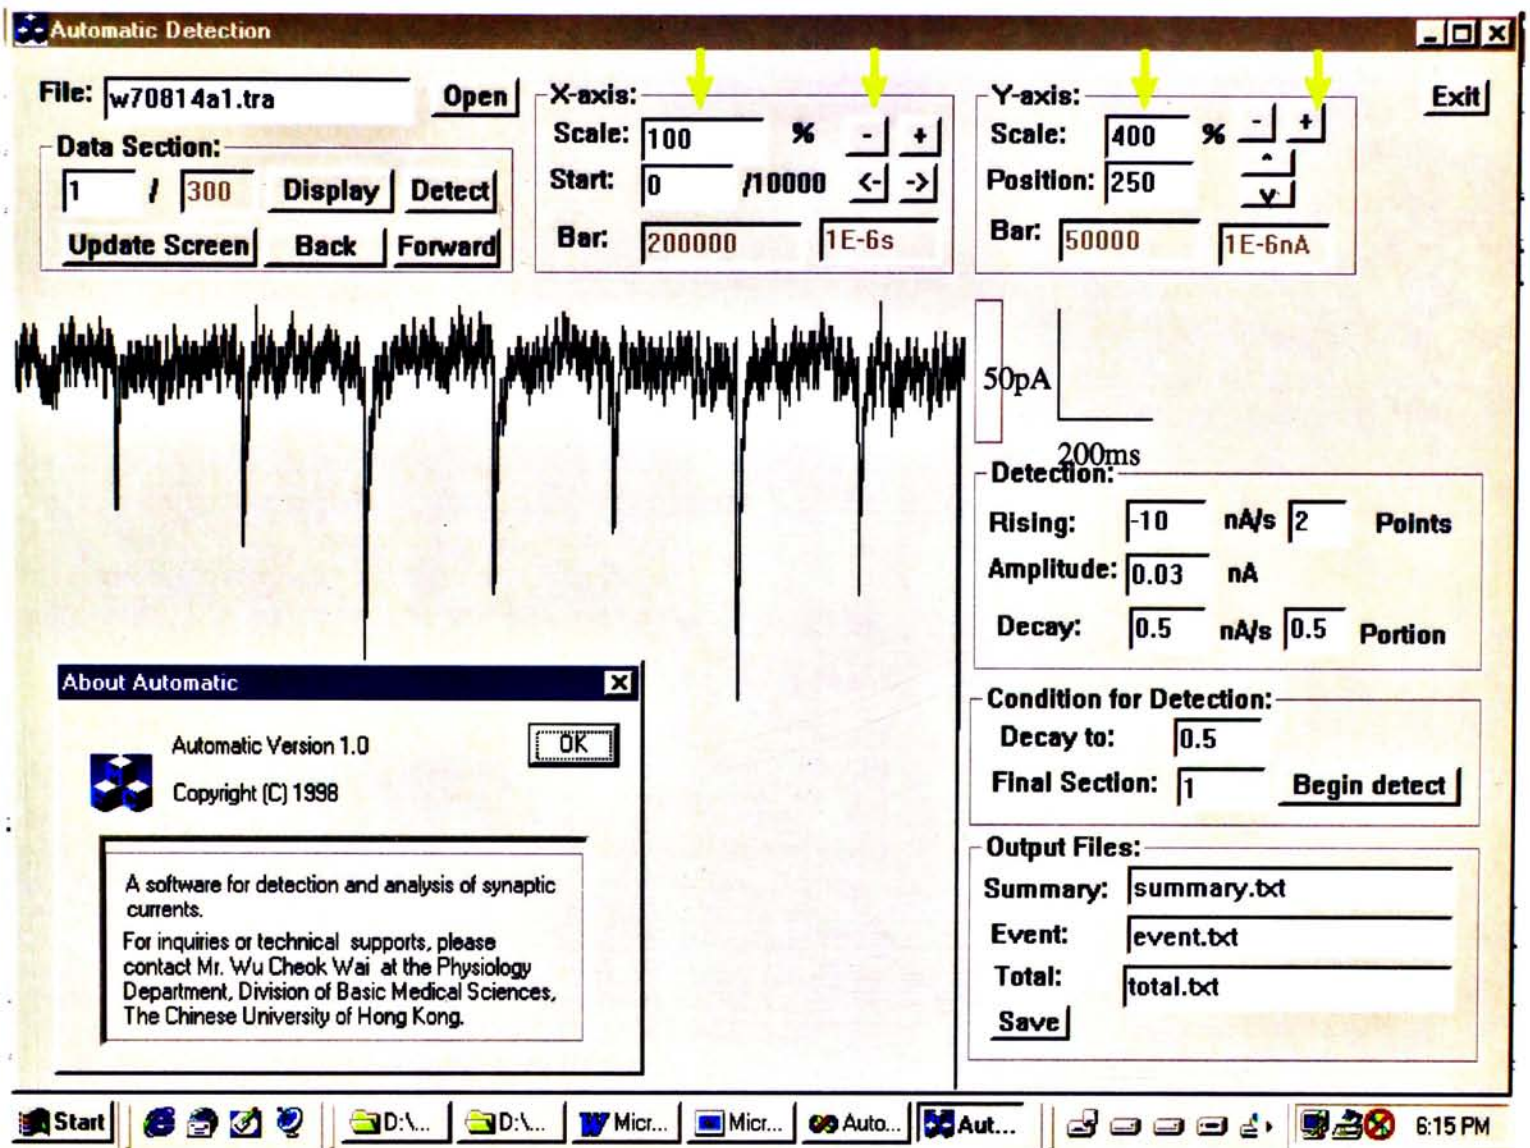 Automatic Detection
File: w70814a1.tra Open
Data Section:
1 / 300 Display Detect
Update Screen Back Forward
X-axis:
Scale: 100 % - +
Start: 0 /10000 <- ->
Bar: 200000 1E-6s
Y-axis:
Scale: 400 % - +
Position: 250 ^ v
Bar: 50000 1E-6nA
Exit
50pA
200ms
Detection:
Rising: -10 nA/s 2 Points
Amplitude: 0.03 nA
Decay: 0.5 nA/s 0.5 Portion
Condition for Detection:
Decay to: 0.5
Final Section: 1 Begin detect
Output Files:
Summary: summary.txt
Event: event.txt
Total: total.txt
Save
About Automatic
Automatic Version 1.0
OK
Copyright (C) 1998
A software for detection and analysis of synaptic
currents.
For inquiries or technical supports, please
contact Mr. Wu Cheok Wai at the Physiology
Department, Division of Basic Medical Sciences,
The Chinese University of Hong Kong.
Start D:\... D:\... Micr... Micr... Auto... Aut... 6:15 PM